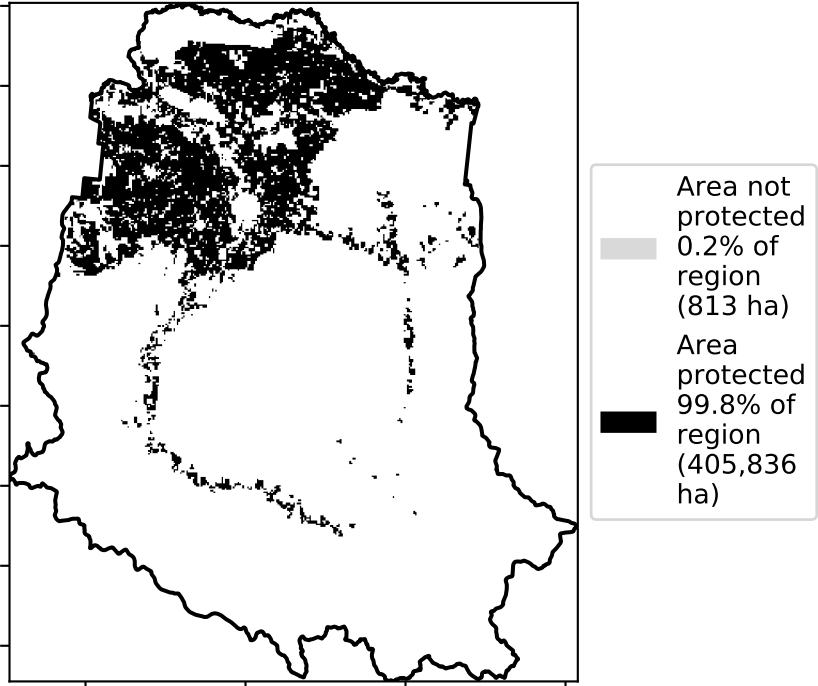 Area not
protected
0.2% of
region
(813 ha)
Area
protected
99.8% of
region
(405,836
ha)